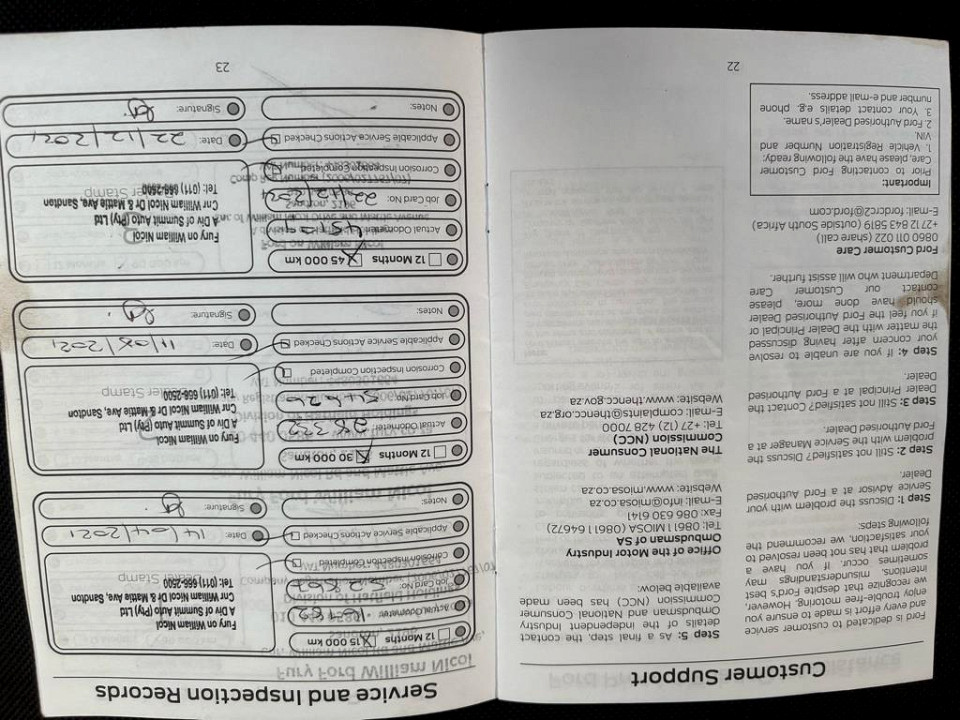 Customer Support
Ford is dedicated to customer service
and every effort is made to ensure you
enjoy trouble-free motoring. However,
we recognize that despite Ford's best
intentions, misunderstandings may
sometimes occur. If you have a
problem that has not been resolved to
your satisfaction, we recommend the
following steps:
Step 1: Discuss the problem with your
Service Advisor at a Ford Authorised
Dealer.
Step 2: Still not satisfied? Discuss the
problem with the Service Manager at a
Ford Authorised Dealer.
Step 3: Still not satisfied? Contact the
Dealer Principal at a Ford Authorised
Dealer.
Step 4: If you are unable to resolve
your concern after having discussed
the matter with the Dealer Principal or
if you feel the Ford Authorised Dealer
should have done more, please
contact our Customer Care
Department who will assist further.
Ford Customer Care
0860 011 022 (share call)
+27 12 843 5819 (outside South Africa)
E-mail: fordcrc2@ford.com
Important:
Prior to contacting Ford Customer
Care, please have the following ready:
1. Vehicle Registration Number and
VIN.
2. Ford Authorised Dealer's name.
3. Your contact details e.g. phone
number and e-mail address.
Step 5: As a final step, the contact
details of the independent Industry
Ombudsman and National Consumer
Commission (NCC) has been made
available below:
Office of the Motor Industry
Ombudsman of SA
Tel: 0861 1 MIOSA (0861 1 64672)
Fax: 086 630 6141
E-mail: info@miosa.co.za
Website: www.miosa.co.za
The National Consumer
Commission (NCC)
Tel: +27 (12) 428 7000
E-mail: complaints@thencc.org.za
Website: www.thencc.gov.za
22
Service and Inspection Records
Fury Ford William Nicol
12 Months 15 000 km
Actual Odometer:
Job Card No:
Corrosion Inspection Completed
Applicable Service Actions Checked
Notes:
Fury on William Nicol
A Div of Summit Auto (Pty) Ltd
Cnr William Nicol Dr & Mattie Ave, Sandton
Tel: (011) 666-2500
Dealer Stamp
Date: 14/04/2021
Signature:
12 Months 30 000 km
Actual Odometer: 28332
Job Card No:
Corrosion Inspection Completed
Applicable Service Actions Checked
Notes:
Fury on William Nicol
A Div of Summit Auto (Pty) Ltd
Cnr William Nicol Dr & Mattie Ave, Sandton
Tel: (011) 666-2500
Dealer Stamp
Date: 11/08/2021
Signature:
12 Months 45 000 km
Actual Odometer:
Job Card No:
Corrosion Inspection Completed
Applicable Service Actions Checked
Notes:
Fury on William Nicol
A Div of Summit Auto (Pty) Ltd
Cnr William Nicol Dr & Mattie Ave, Sandton
Tel: (011) 666-2500
Dealer Stamp
Date: 22/12/2021
Signature:
23